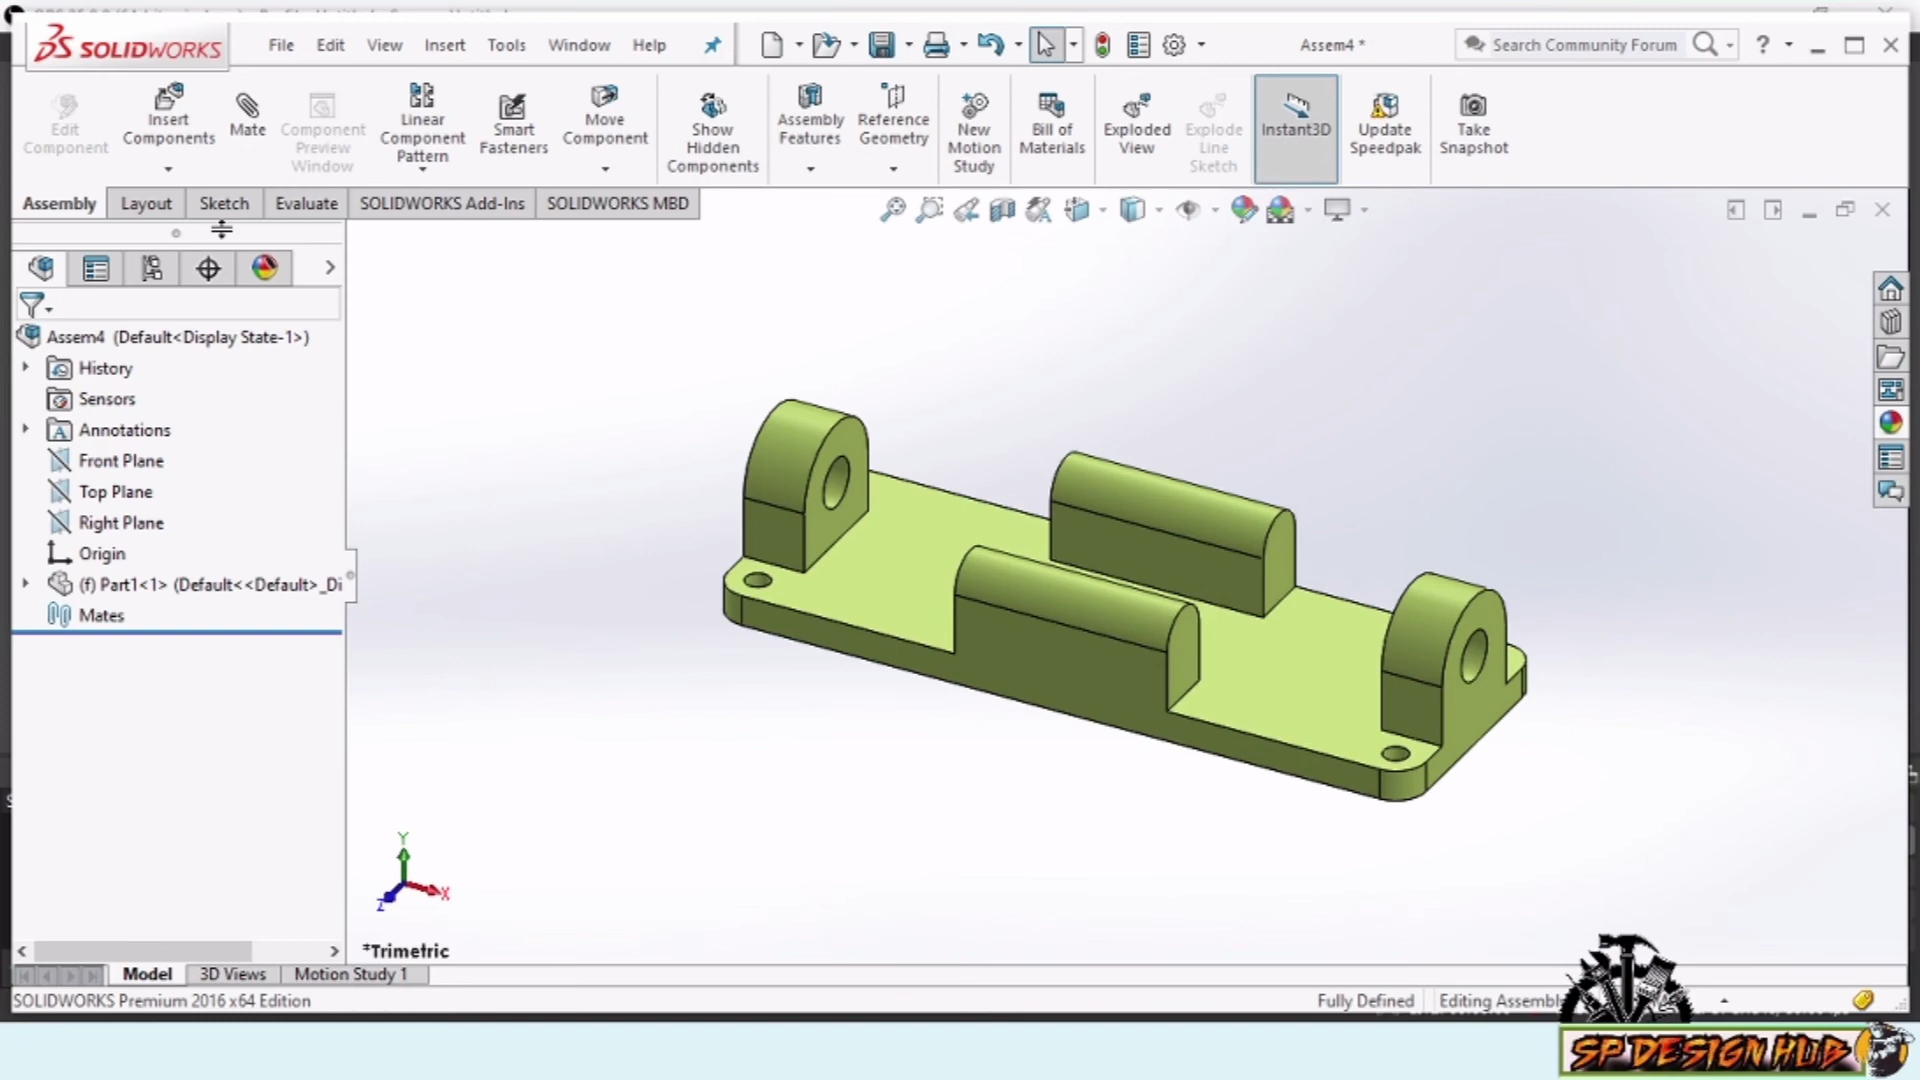 SOLIDWORKS
File Edit View Insert Tools Window Help
Assem4 *
Search Community Forum
?
Edit Component
Insert Components
Mate
Component Preview Window
Linear Component Pattern
Smart Fasteners
Move Component
Show Hidden Components
Assembly Features
Reference Geometry
New Motion Study
Bill of Materials
Exploded View
Explode Line Sketch
Instant3D
Update Speedpak
Take Snapshot
Assembly Layout Sketch Evaluate SOLIDWORKS Add-Ins SOLIDWORKS MBD
Assem4 (Default<Display State-1>)
History
Sensors
Annotations
Front Plane
Top Plane
Right Plane
Origin
(f) Part1<1> (Default<<Default>_Di
Mates
Y
X
Z
*Trimetric
Model 3D Views Motion Study 1
SOLIDWORKS Premium 2016 x64 Edition
Fully Defined Editing Assembl
SP DESIGN HUB